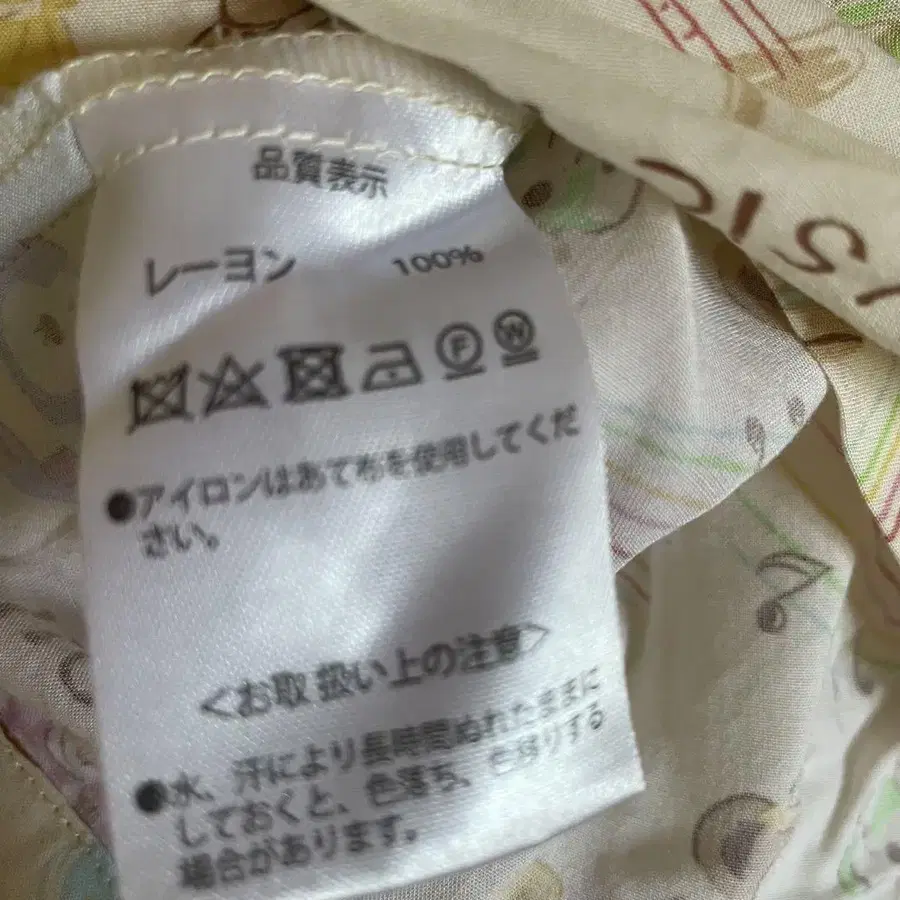 品質表示
レーヨン 100%
F W
●アイロンはあて布を使用してくだ
さい。
<お取扱い上の注意>
●水、汗により長時間ぬれたままに
しておくと、色落ち、色移りする
場合があります。